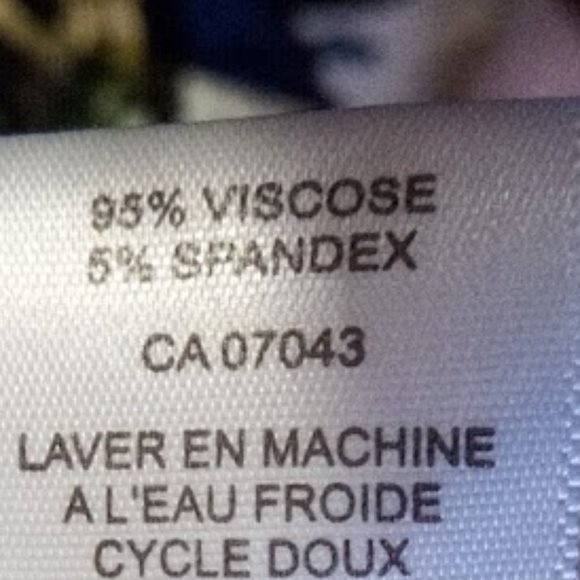 95% VISCOSE
5% SPANDEX
CA 07043
LAVER EN MACHINE
A L'EAU FROIDE
CYCLE DOUX